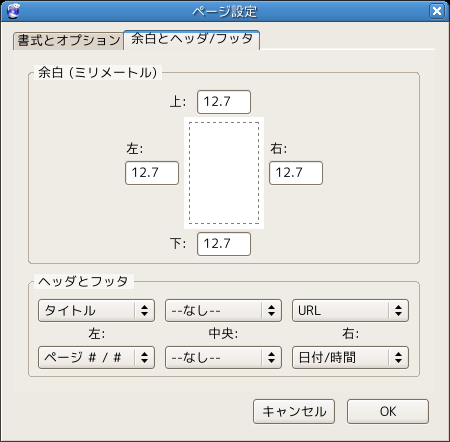 ページ設定
書式とオプション 余白とヘッダ/フッタ
余白 (ミリメートル)
上: 12.7
左: 右:
12.7 12.7
下: 12.7
ヘッダとフッタ
タイトル --なし-- URL
左: 中央: 右:
ページ # / # --なし-- 日付/時間
キャンセル OK